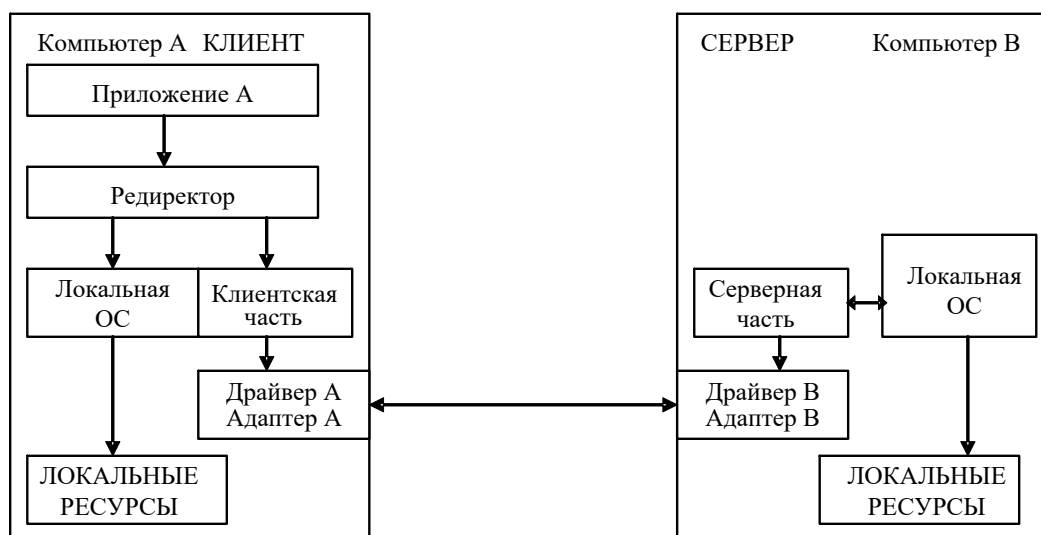 Компьютер А КЛИЕНТ
Приложение А
Редиректор
Локальная
ОС
Клиентская
часть
Драйвер А
Адаптер А
ЛОКАЛЬНЫЕ
РЕСУРСЫ
СЕРВЕР Компьютер В
Серверная
часть
Локальная
ОС
Драйвер В
Адаптер В
ЛОКАЛЬНЫЕ
РЕСУРСЫ